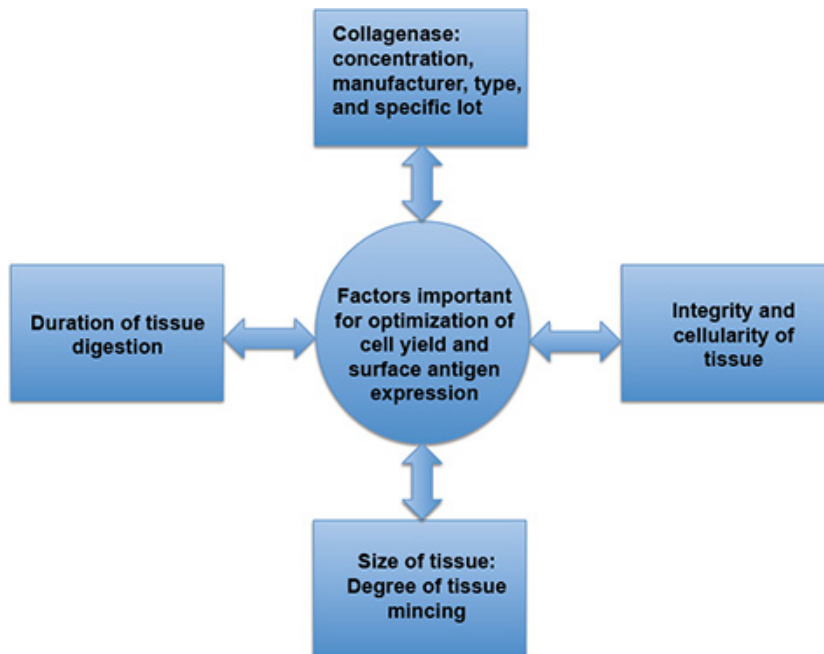 Collagenase:
concentration,
manufacturer, type,
and specific lot
Duration of tissue
digestion
Factors important
for optimization of
cell yield and
surface antigen
expression
Integrity and
cellularity of
tissue
Size of tissue:
Degree of tissue
mincing